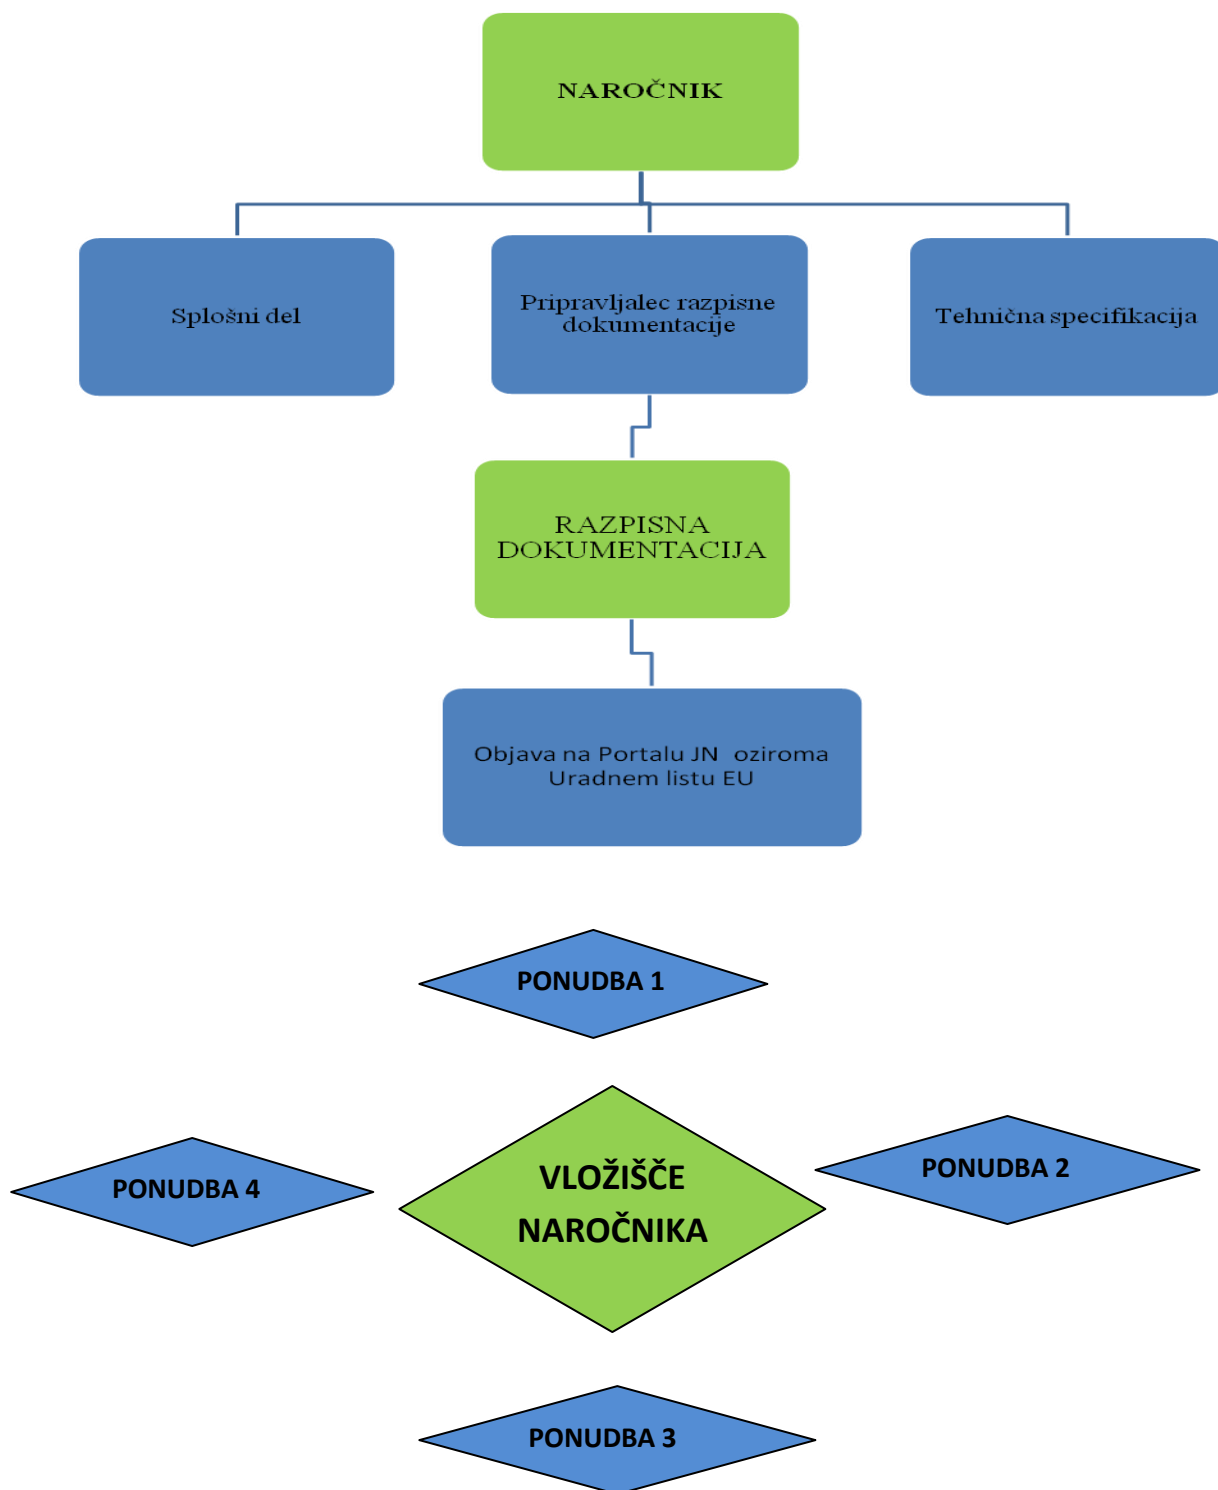 NAROČNIK
Splošni del
Pripravljalec razpisne
dokumentacije
Tehnična specifikacija
RAZPISNA
DOKUMENTACIJA
Objava na Portalu JN oziroma
Uradnem listu EU
PONUDBA 1
PONUDBA 4
VLOŽIŠČE
NAROČNIKA
PONUDBA 2
PONUDBA 3